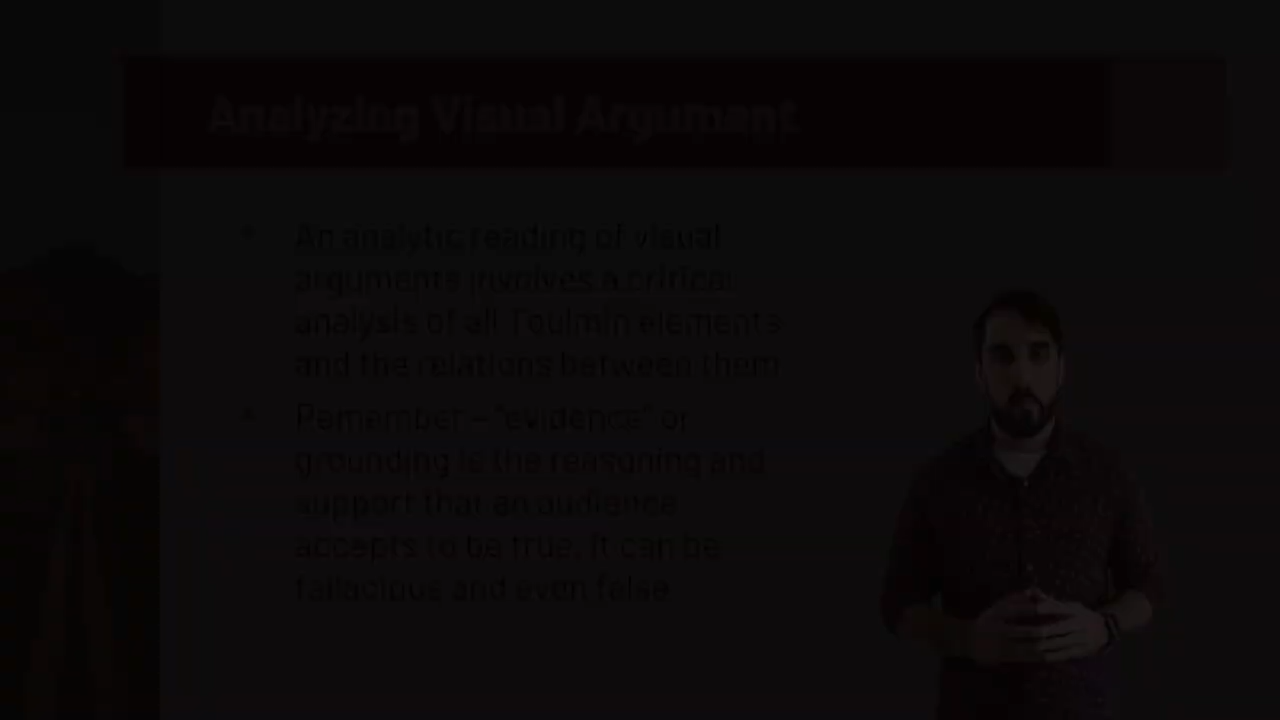 Analyzing Visual Argument
An analytic reading of visual
arguments involves a critical
analysis of all Toulmin elements
and the relations between them
Remember – "evidence" or
grounding is the reasoning and
support that an audience
accepts to be true. It can be
fallacious and even false